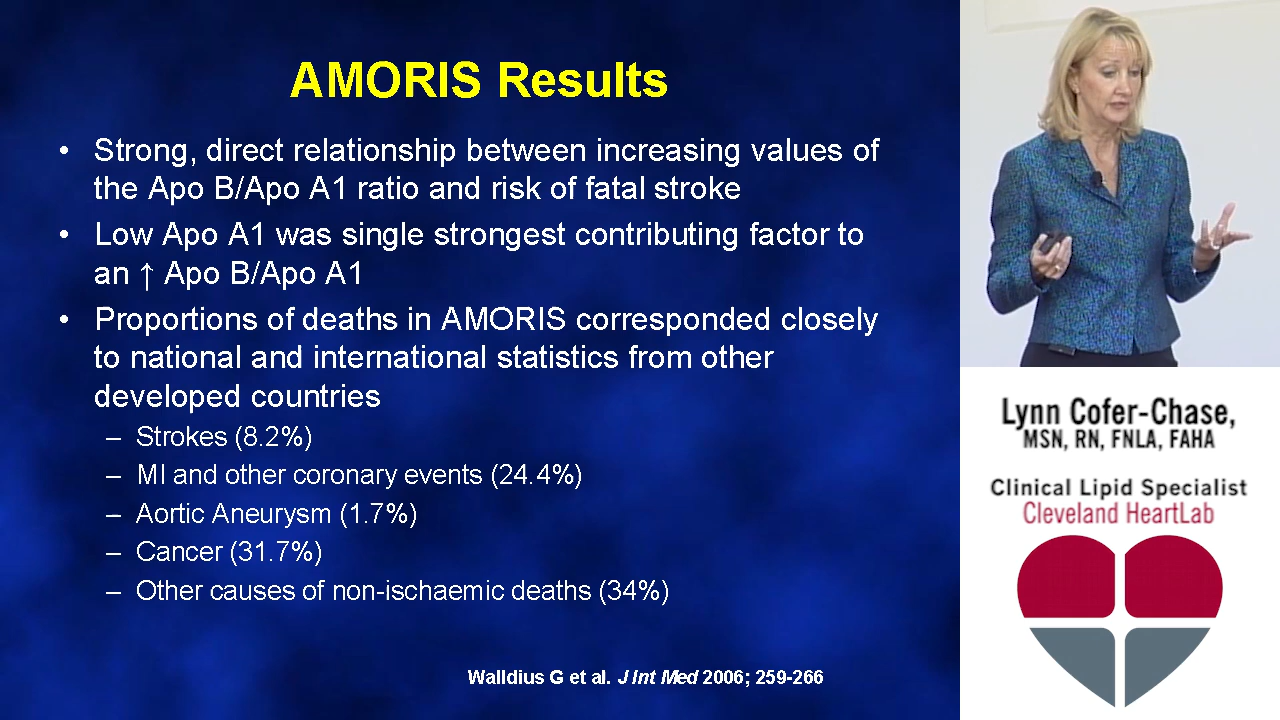 AMORIS Results
• Strong, direct relationship between increasing values of
the Apo B/Apo A1 ratio and risk of fatal stroke
• Low Apo A1 was single strongest contributing factor to
an ↑ Apo B/Apo A1
• Proportions of deaths in AMORIS corresponded closely
to national and international statistics from other
developed countries
– Strokes (8.2%)
– MI and other coronary events (24.4%)
– Aortic Aneurysm (1.7%)
– Cancer (31.7%)
– Other causes of non-ischaemic deaths (34%)
Walldius G et al. J Int Med 2006; 259-266
Lynn Cofer-Chase,
MSN, RN, FNLA, FAHA
Clinical Lipid Specialist
Cleveland HeartLab